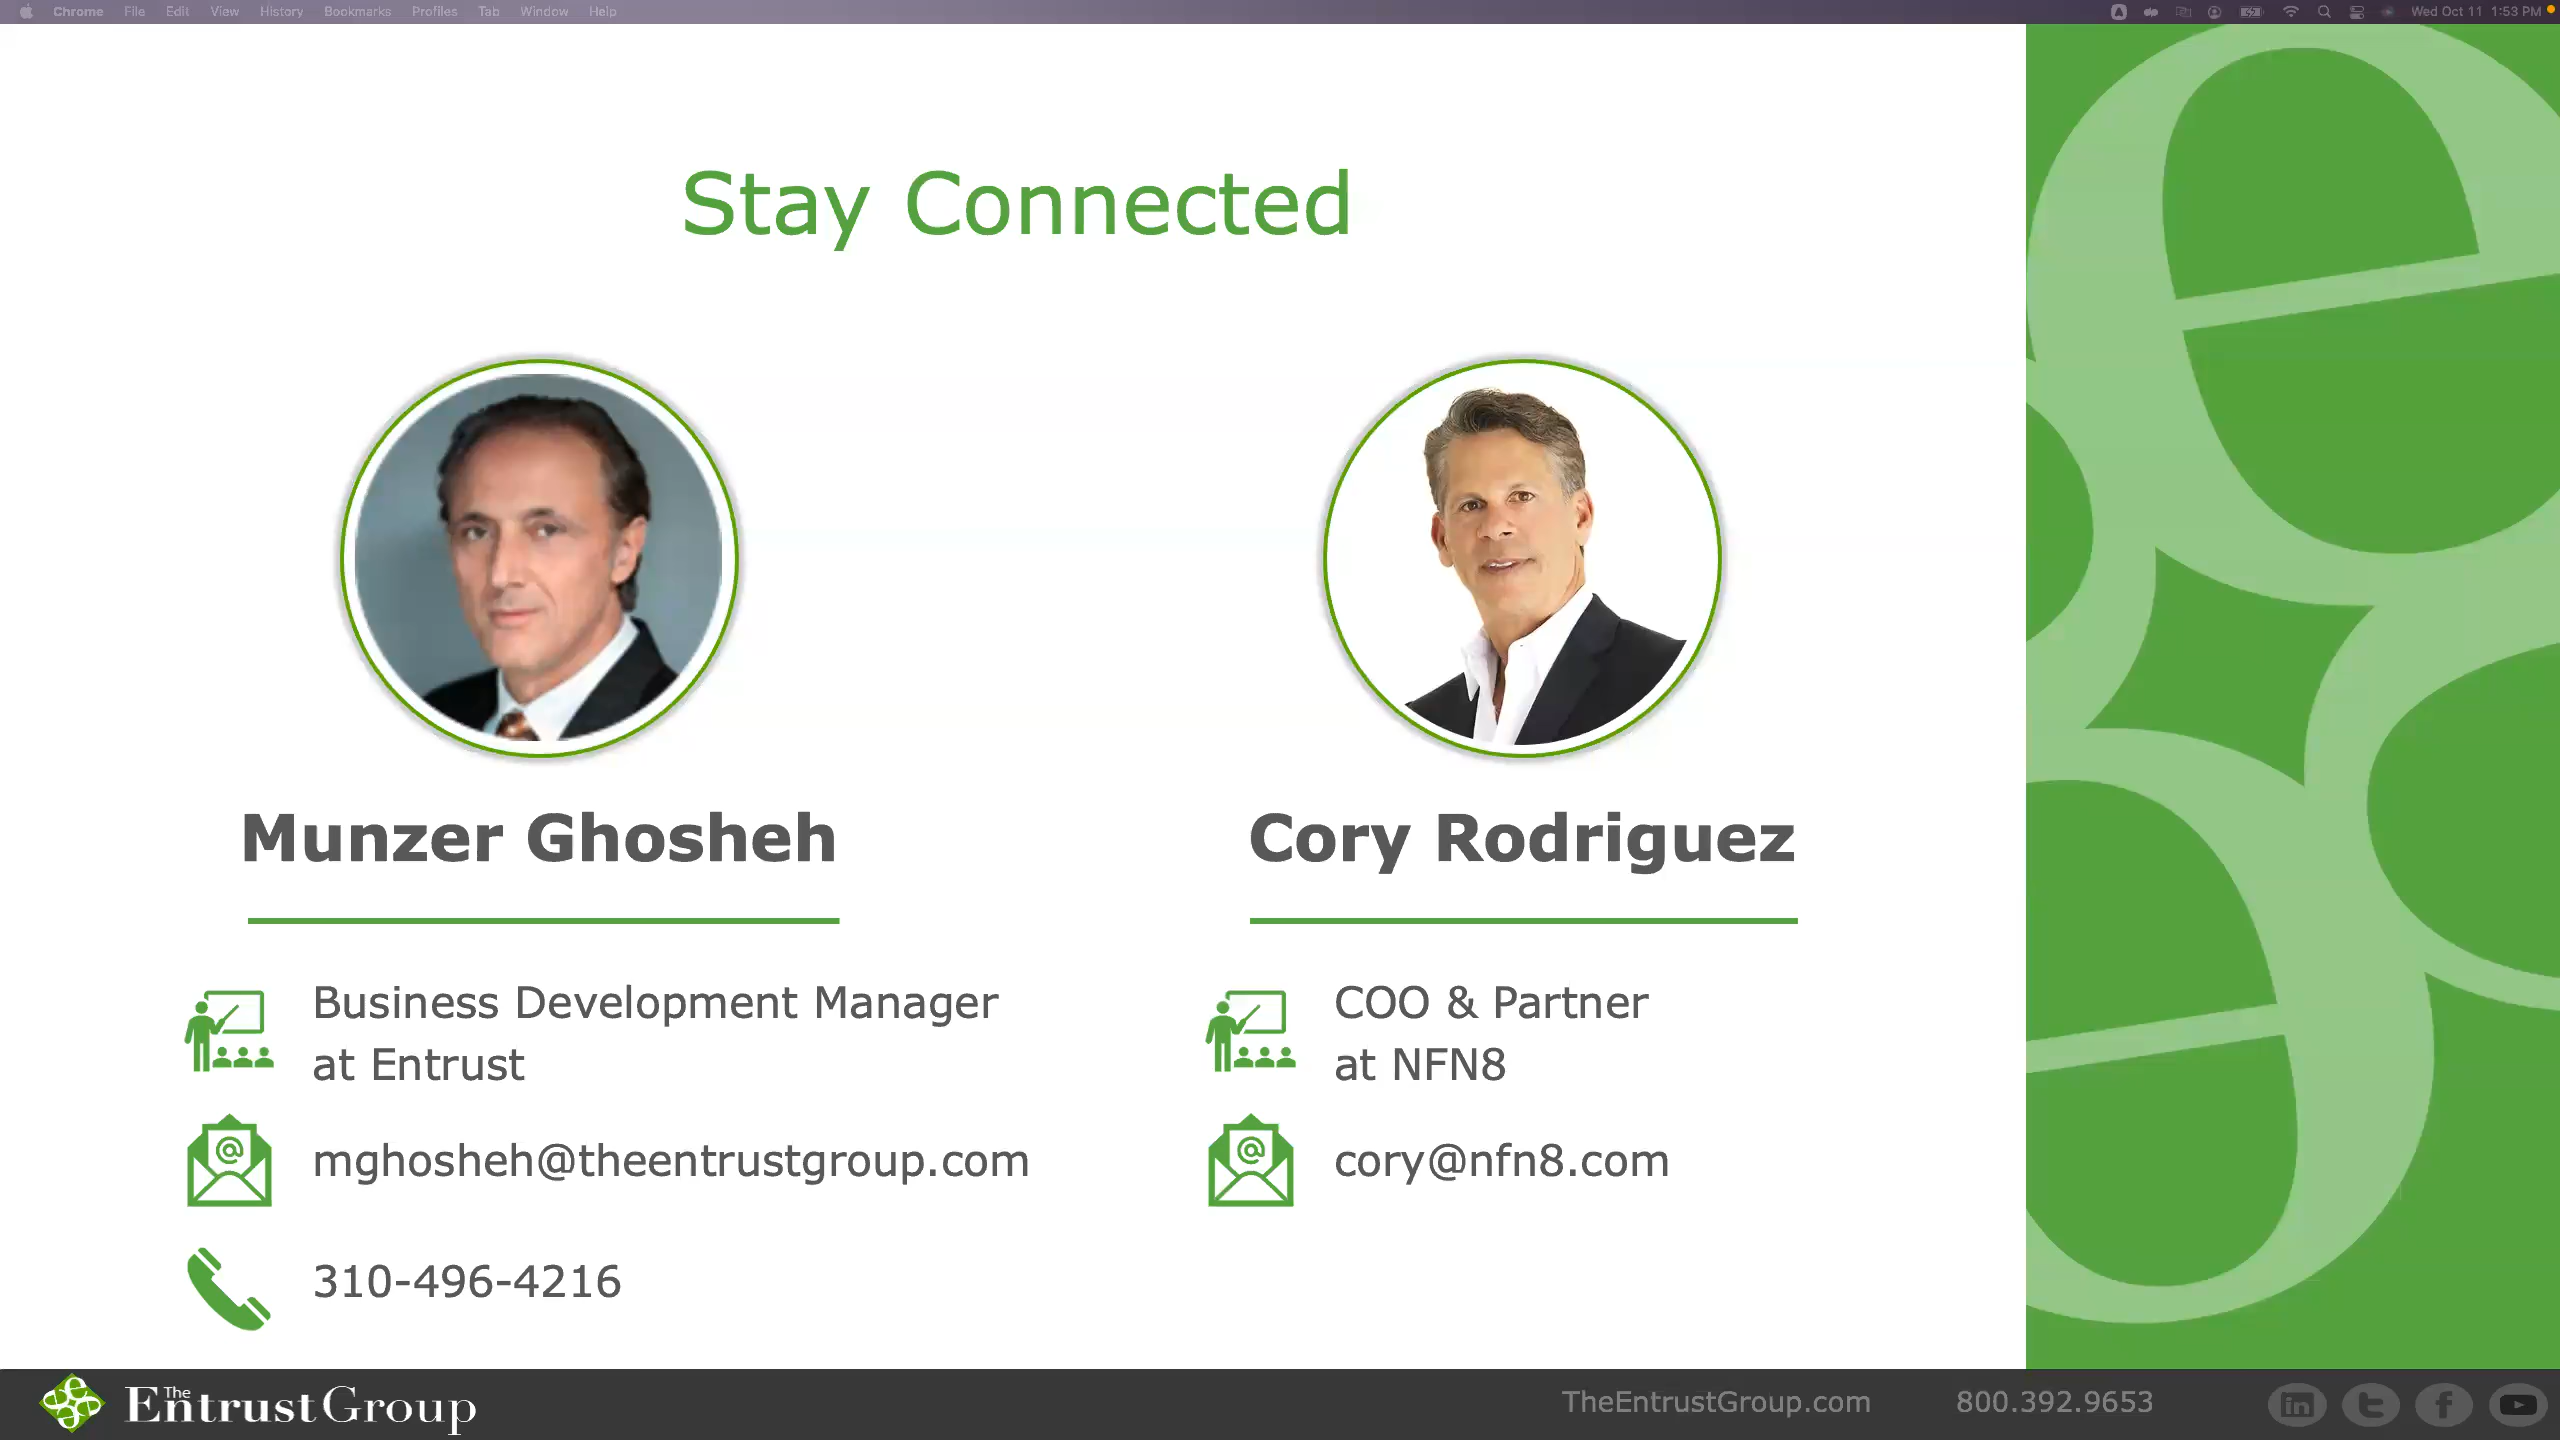 Chrome File Edit View History Bookmarks Profiles Tab Window Help
Wed Oct 11 1:53 PM
Stay Connected
Munzer Ghosheh
Business Development Manager
at Entrust
mghosheh@theentrustgroup.com
310-496-4216
Cory Rodriguez
COO & Partner
at NFN8
cory@nfn8.com
The Entrust Group
TheEntrustGroup.com
800.392.9653